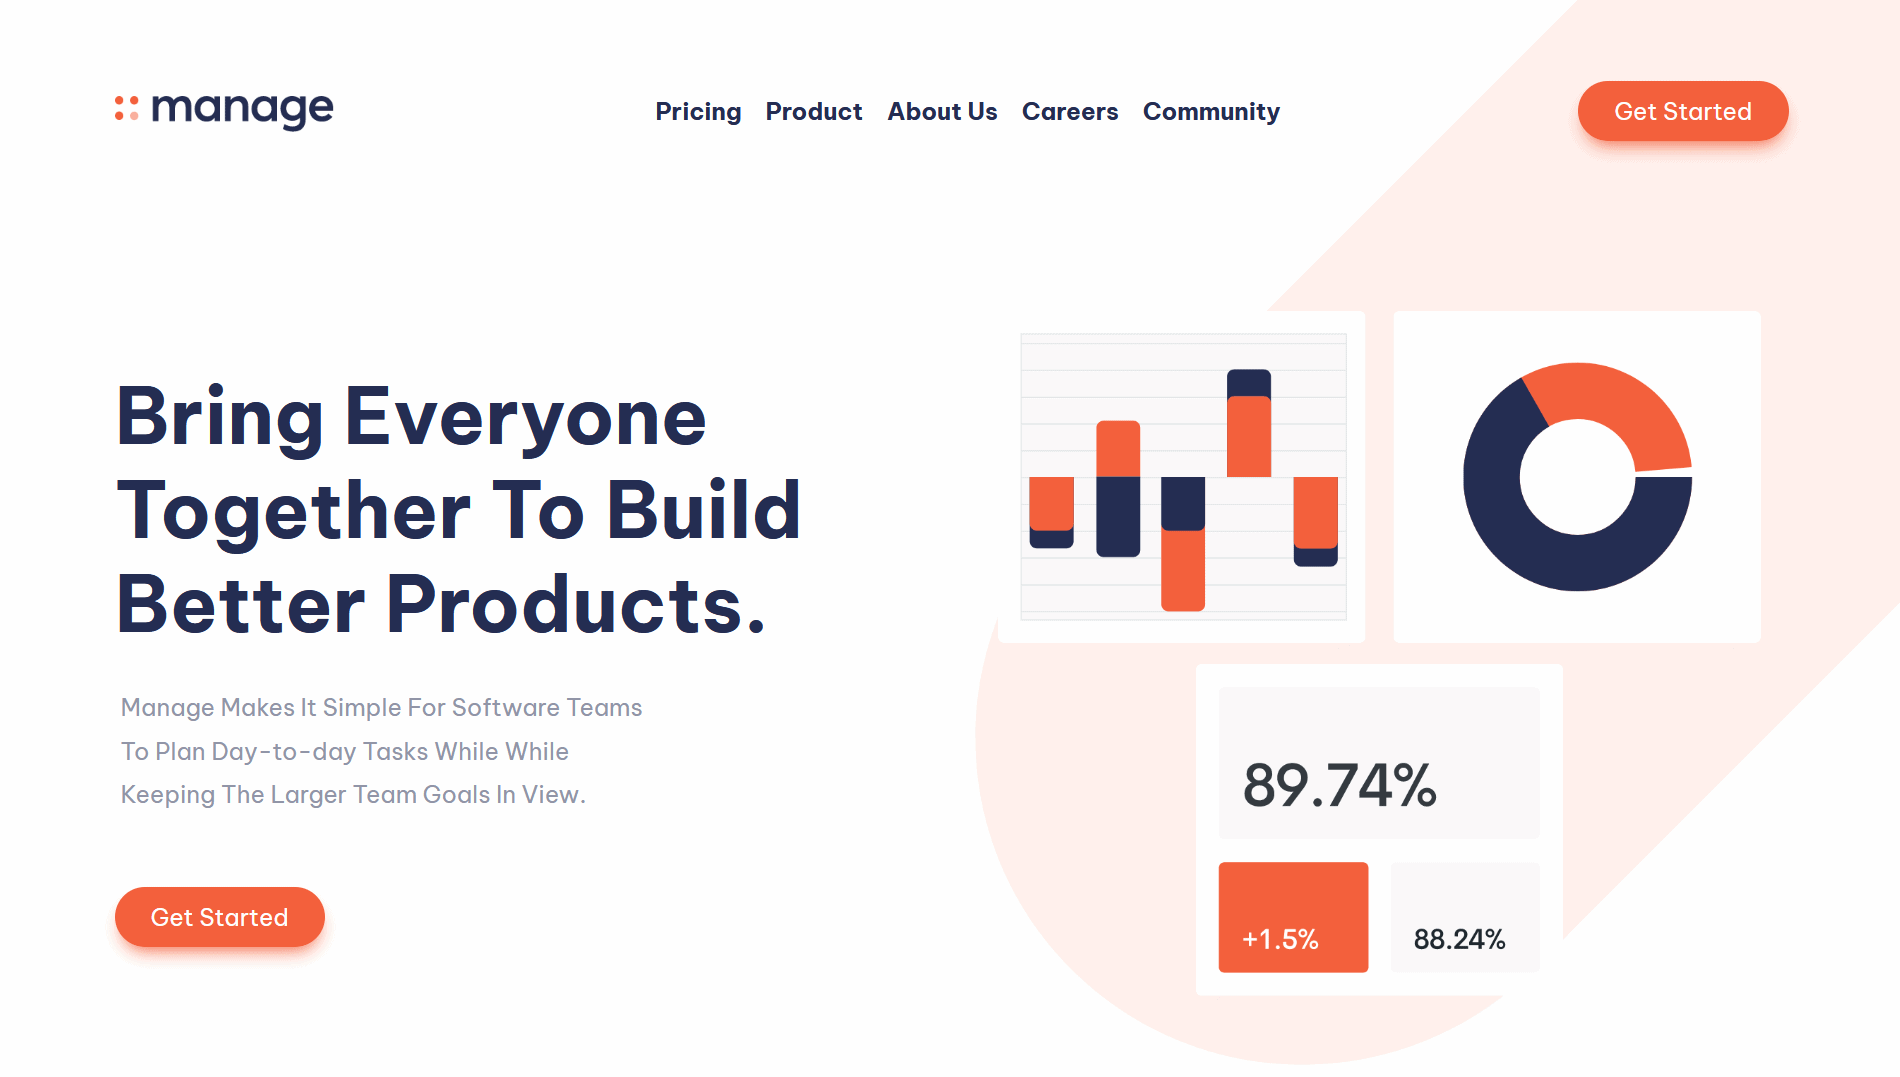 manage
Pricing Product About Us Careers Community
Get Started
Bring Everyone
Together To Build
Better Products.
Manage Makes It Simple For Software Teams
To Plan Day-to-day Tasks While While
Keeping The Larger Team Goals In View.
Get Started
89.74%
+1.5%
88.24%